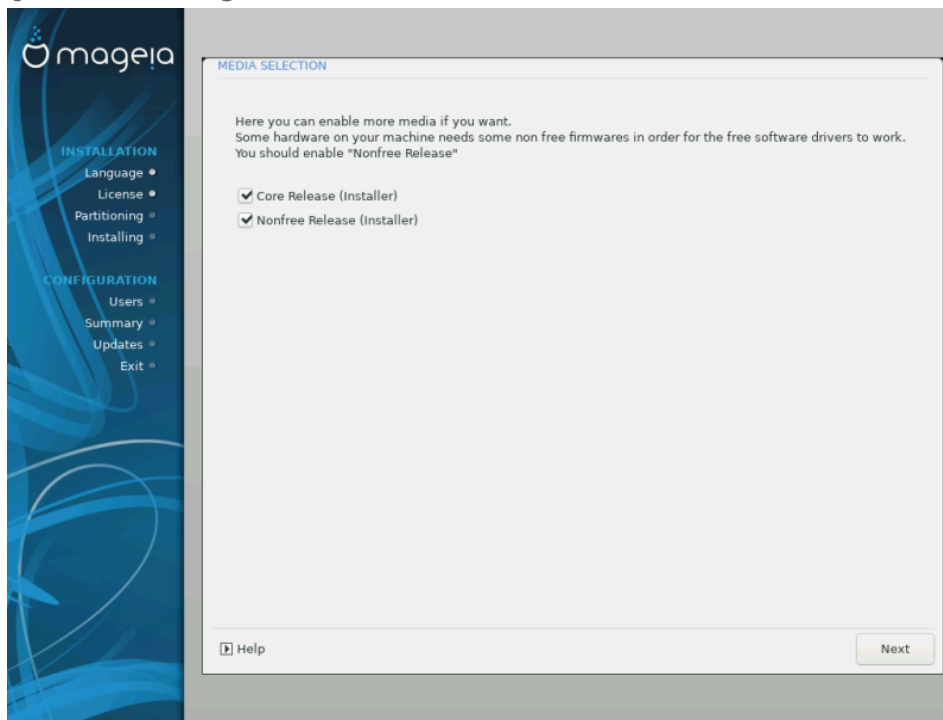 mageia
INSTALLATION
Language
License
Partitioning
Installing
CONFIGURATION
Users
Summary
Updates
Exit
MEDIA SELECTION
Here you can enable more media if you want.
Some hardware on your machine needs some non free firmwares in order for the free software drivers to work.
You should enable "Nonfree Release"
Core Release (Installer)
Nonfree Release (Installer)
Help
Next